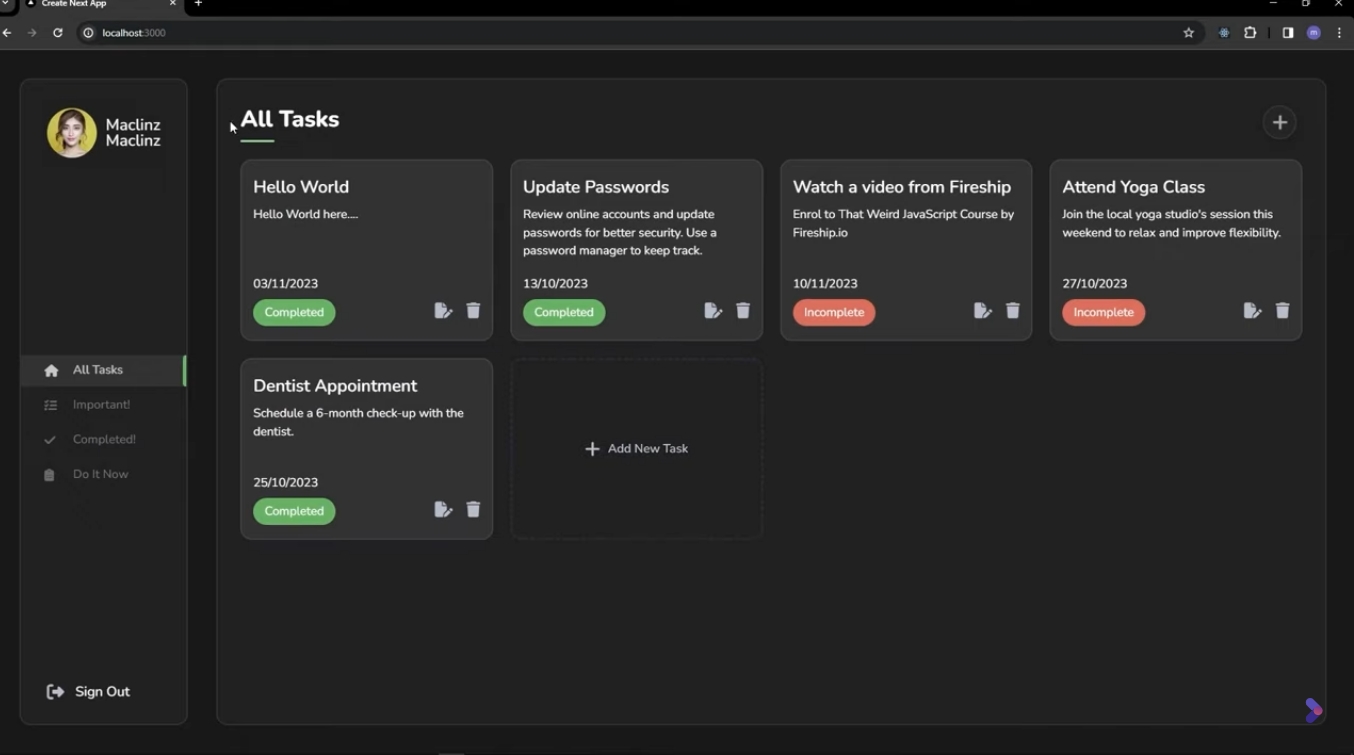 Create Next App
localhost:3000
Maclinz
Maclinz
All Tasks
Important!
Completed!
Do It Now
Sign Out
All Tasks
Hello World
Hello World here....
03/11/2023
Completed
Update Passwords
Review online accounts and update
passwords for better security. Use a
password manager to keep track.
13/10/2023
Completed
Watch a video from Fireship
Enrol to That Weird JavaScript Course by
Fireship.io
10/11/2023
Incomplete
Attend Yoga Class
Join the local yoga studio's session this
weekend to relax and improve flexibility.
27/10/2023
Incomplete
Dentist Appointment
Schedule a 6-month check-up with the
dentist.
25/10/2023
Completed
Add New Task
m